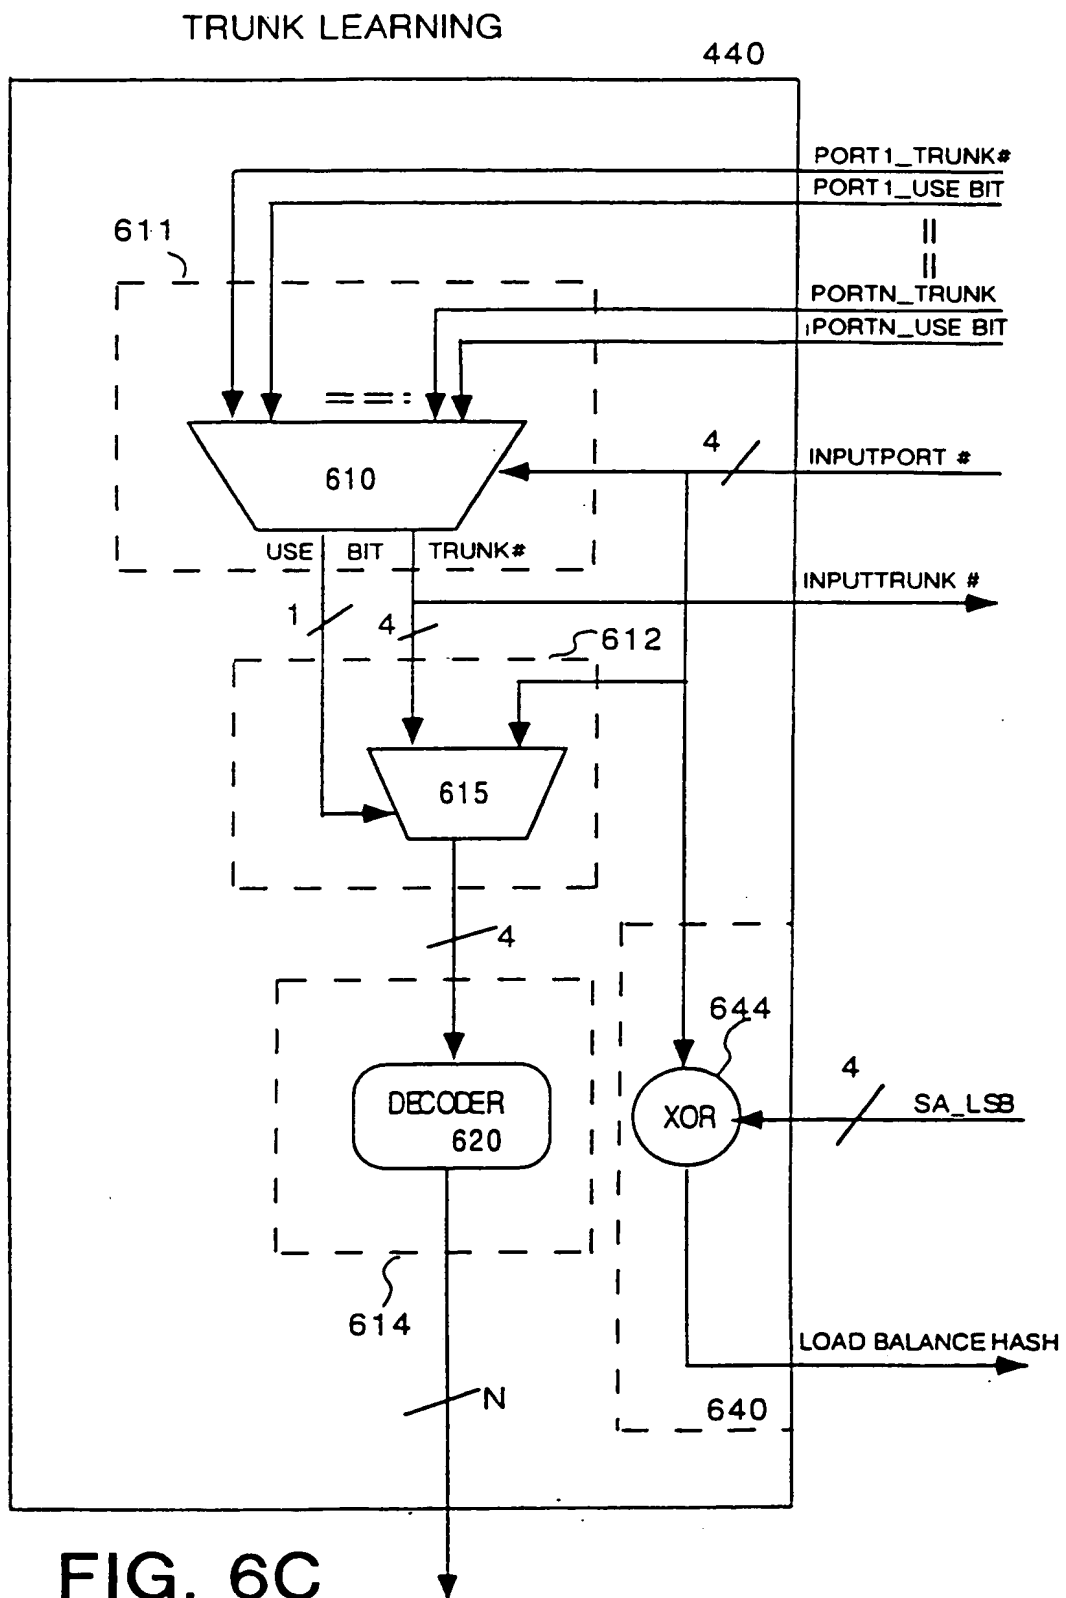 TRUNK LEARNING
440
PORT1_TRUNK#
PORT1_USE BIT
611
PORTN_TRUNK
PORTN_USE BIT
4
INPUTPORT #
610
USE BIT TRUNK#
INPUTTRUNK #
1
4
612
615
4
644
DECODER
620
XOR
4
SA_LSB
614
LOAD BALANCE HASH
N
640
FIG. 6C